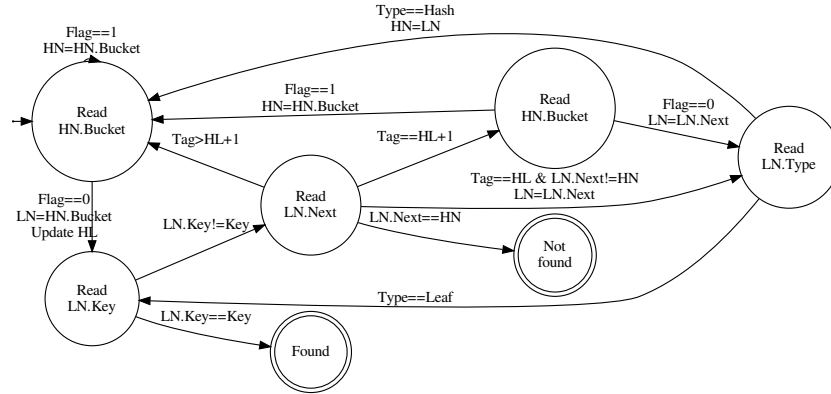 Type==Hash
HN=LN
Flag==1
HN=HN.Bucket
Read
HN.Bucket
Flag==1
HN=HN.Bucket
Read
HN.Bucket
Flag==0
LN=LN.Next
Read
LN.Type
Tag>HL+1
Tag==HL+1
Read
LN.Next
Tag==HL & LN.Next!=HN
LN=LN.Next
Flag==0
LN=HN.Bucket
Update HL
LN.Key!=Key
LN.Next==HN
Not
found
Read
LN.Key
Type==Leaf
LN.Key==Key
Found